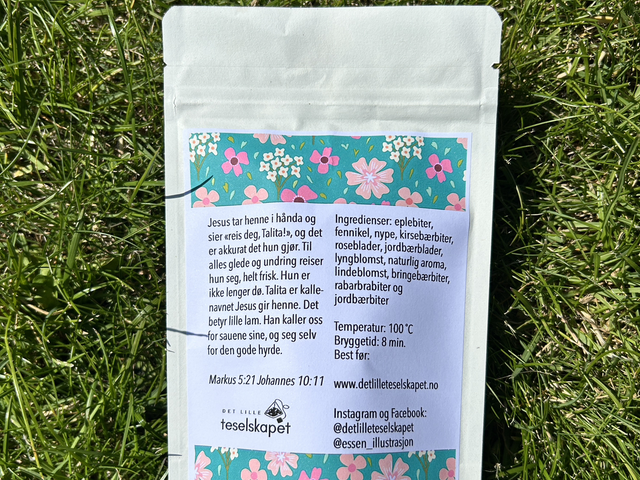 Jesus tar henne i hånda og
sier «reis deg, Talita!», og det
er akkurat det hun gjør. Til
alles glede og undring reiser
hun seg, helt frisk. Hun er
ikke lenger dø. Talita er kalle-
navnet Jesus gir henne. Det
betyr lille lam. Han kaller oss
for sauene sine, og seg selv
for den gode hyrde.
Markus 5:21 Johannes 10:11
DET LILLE
teselskapet
Ingredienser: eplebiter,
fennikel, nype, kirsebærbiter,
roseblader, jordbærblader,
lyngblomst, naturlig aroma,
lindeblomst, bringebærbiter,
rabarbrabiter og
jordbærbiter
Temperatur: 100 °C
Bryggetid: 8 min.
Best før:
www.detlilleteselskapet.no
Instagram og Facebook:
@detlilleteselskapet
@essen_illustrasjon